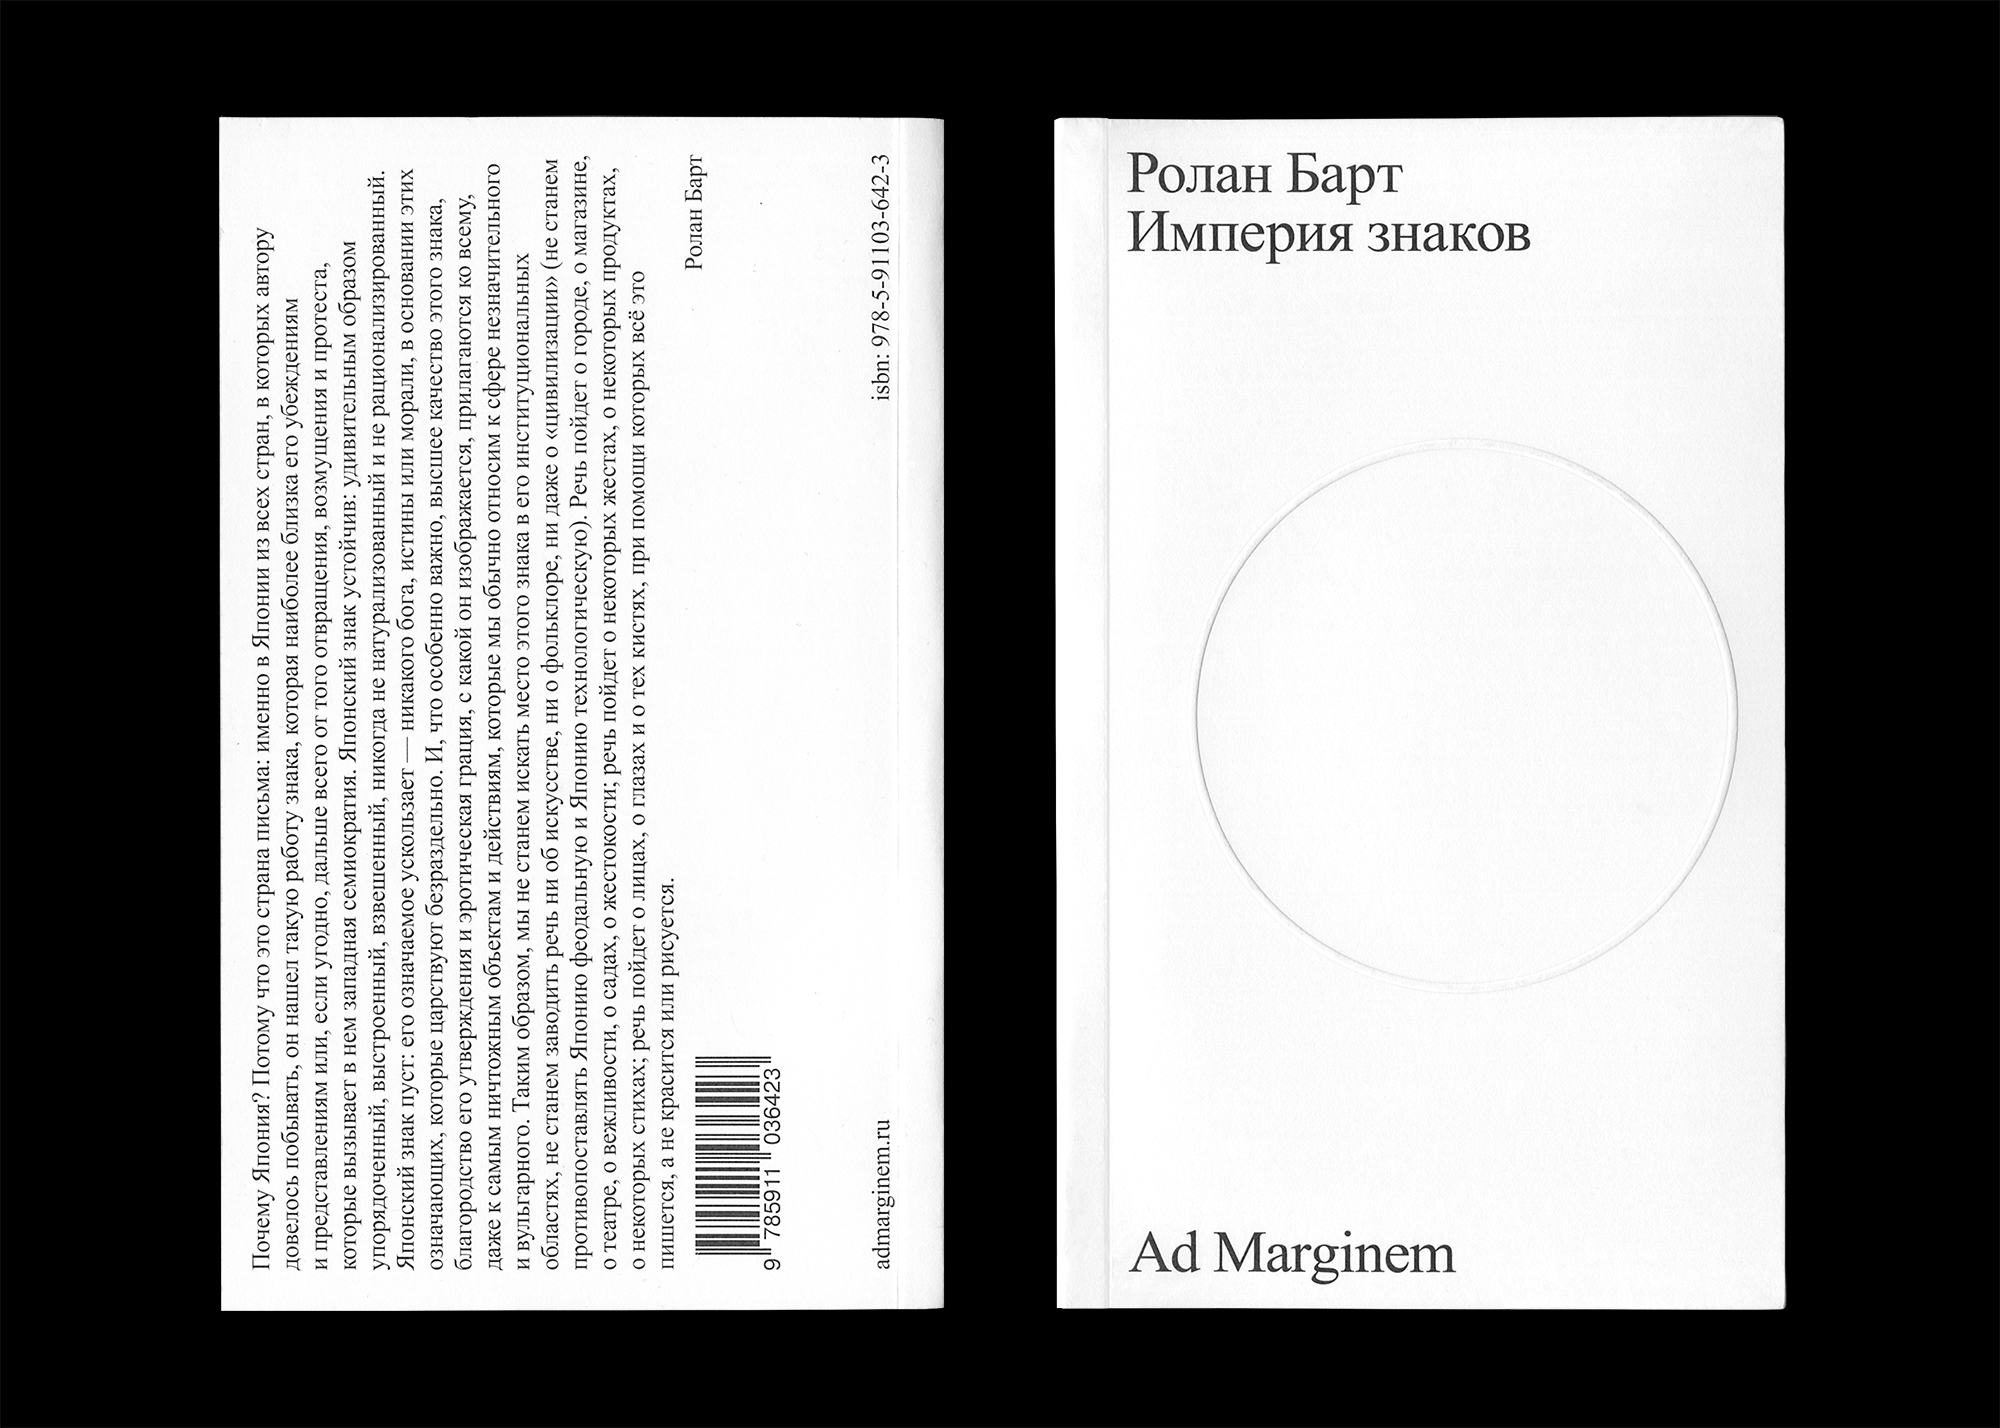 Почему Япония? Потому что это страна письма: именно в Японии из всех стран, в которых автору
довелось побывать, он нашел такую работу знака, которая наиболее близка его убеждениям
и представлениям или, если угодно, дальше всего от того отвращения, возмущения и протеста,
которые вызывает в нем западная семиократия. Японский знак устойчив: удивительным образом
упорядоченный, выстроенный, взвешенный, никогда не натурализованный и не рационализированный.
Японский знак пуст: его означаемое ускользает — никакого бога, истины или морали, в основании этих
означающих, которые царствуют безраздельно. И, что особенно важно, высшее качество этого знака,
благородство его утверждения и эротическая грация, с какой он изображается, прилагаются ко всему,
даже к самым ничтожным объектам и действиям, которые мы обычно относим к сфере незначительного
и вульгарного. Таким образом, мы не станем искать место этого знака в его институциональных
областях, не станем заводить речь ни об искусстве, ни о фольклоре, ни даже о «цивилизации» (не станем
противопоставлять Японию феодальную и Японию технологическую). Речь пойдет о городе, о магазине,
о театре, о вежливости, о садах, о жестокости; речь пойдет о некоторых жестах, о некоторых продуктах,
о некоторых стихах; речь пойдет о лицах, о глазах и о тех кистях, при помощи которых всё это
пишется, а не красится или рисуется.
Ролан Барт
9 785911 036423
admarginem.ru
isbn: 978-5-91103-642-3
Ролан Барт
Империя знаков
Ad Marginem